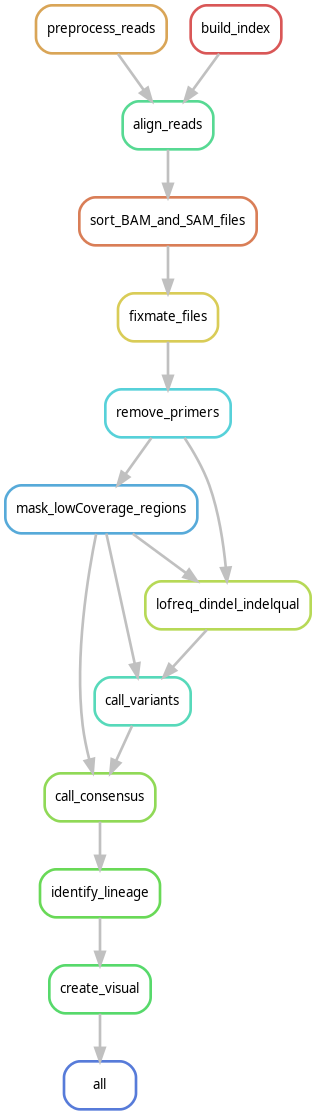 preprocess_reads
build_index
align_reads
sort_BAM_and_SAM_files
fixmate_files
remove_primers
mask_lowCoverage_regions
lofreq_dindel_indelqual
call_variants
call_consensus
identify_lineage
create_visual
all